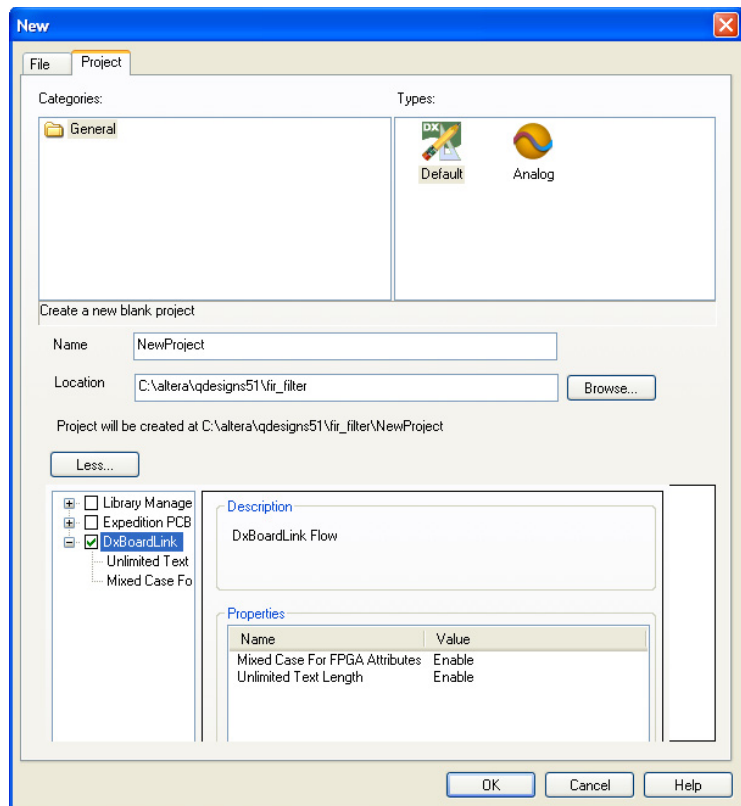 New
File Project
Categories: Types:
General
DX
Default Analog
Create a new blank project
Name NewProject
Location C:\altera\qdesigns51\fir_filter Browse...
Project will be created at C:\altera\qdesigns51\fir_filter\NewProject
Less...
Library Manage
Expedition PCB
DxBoardLink
Unlimited Text
Mixed Case Fo
Description
DxBoardLink Flow
Properties
Name Value
Mixed Case For FPGA Attributes Enable
Unlimited Text Length Enable
OK Cancel Help